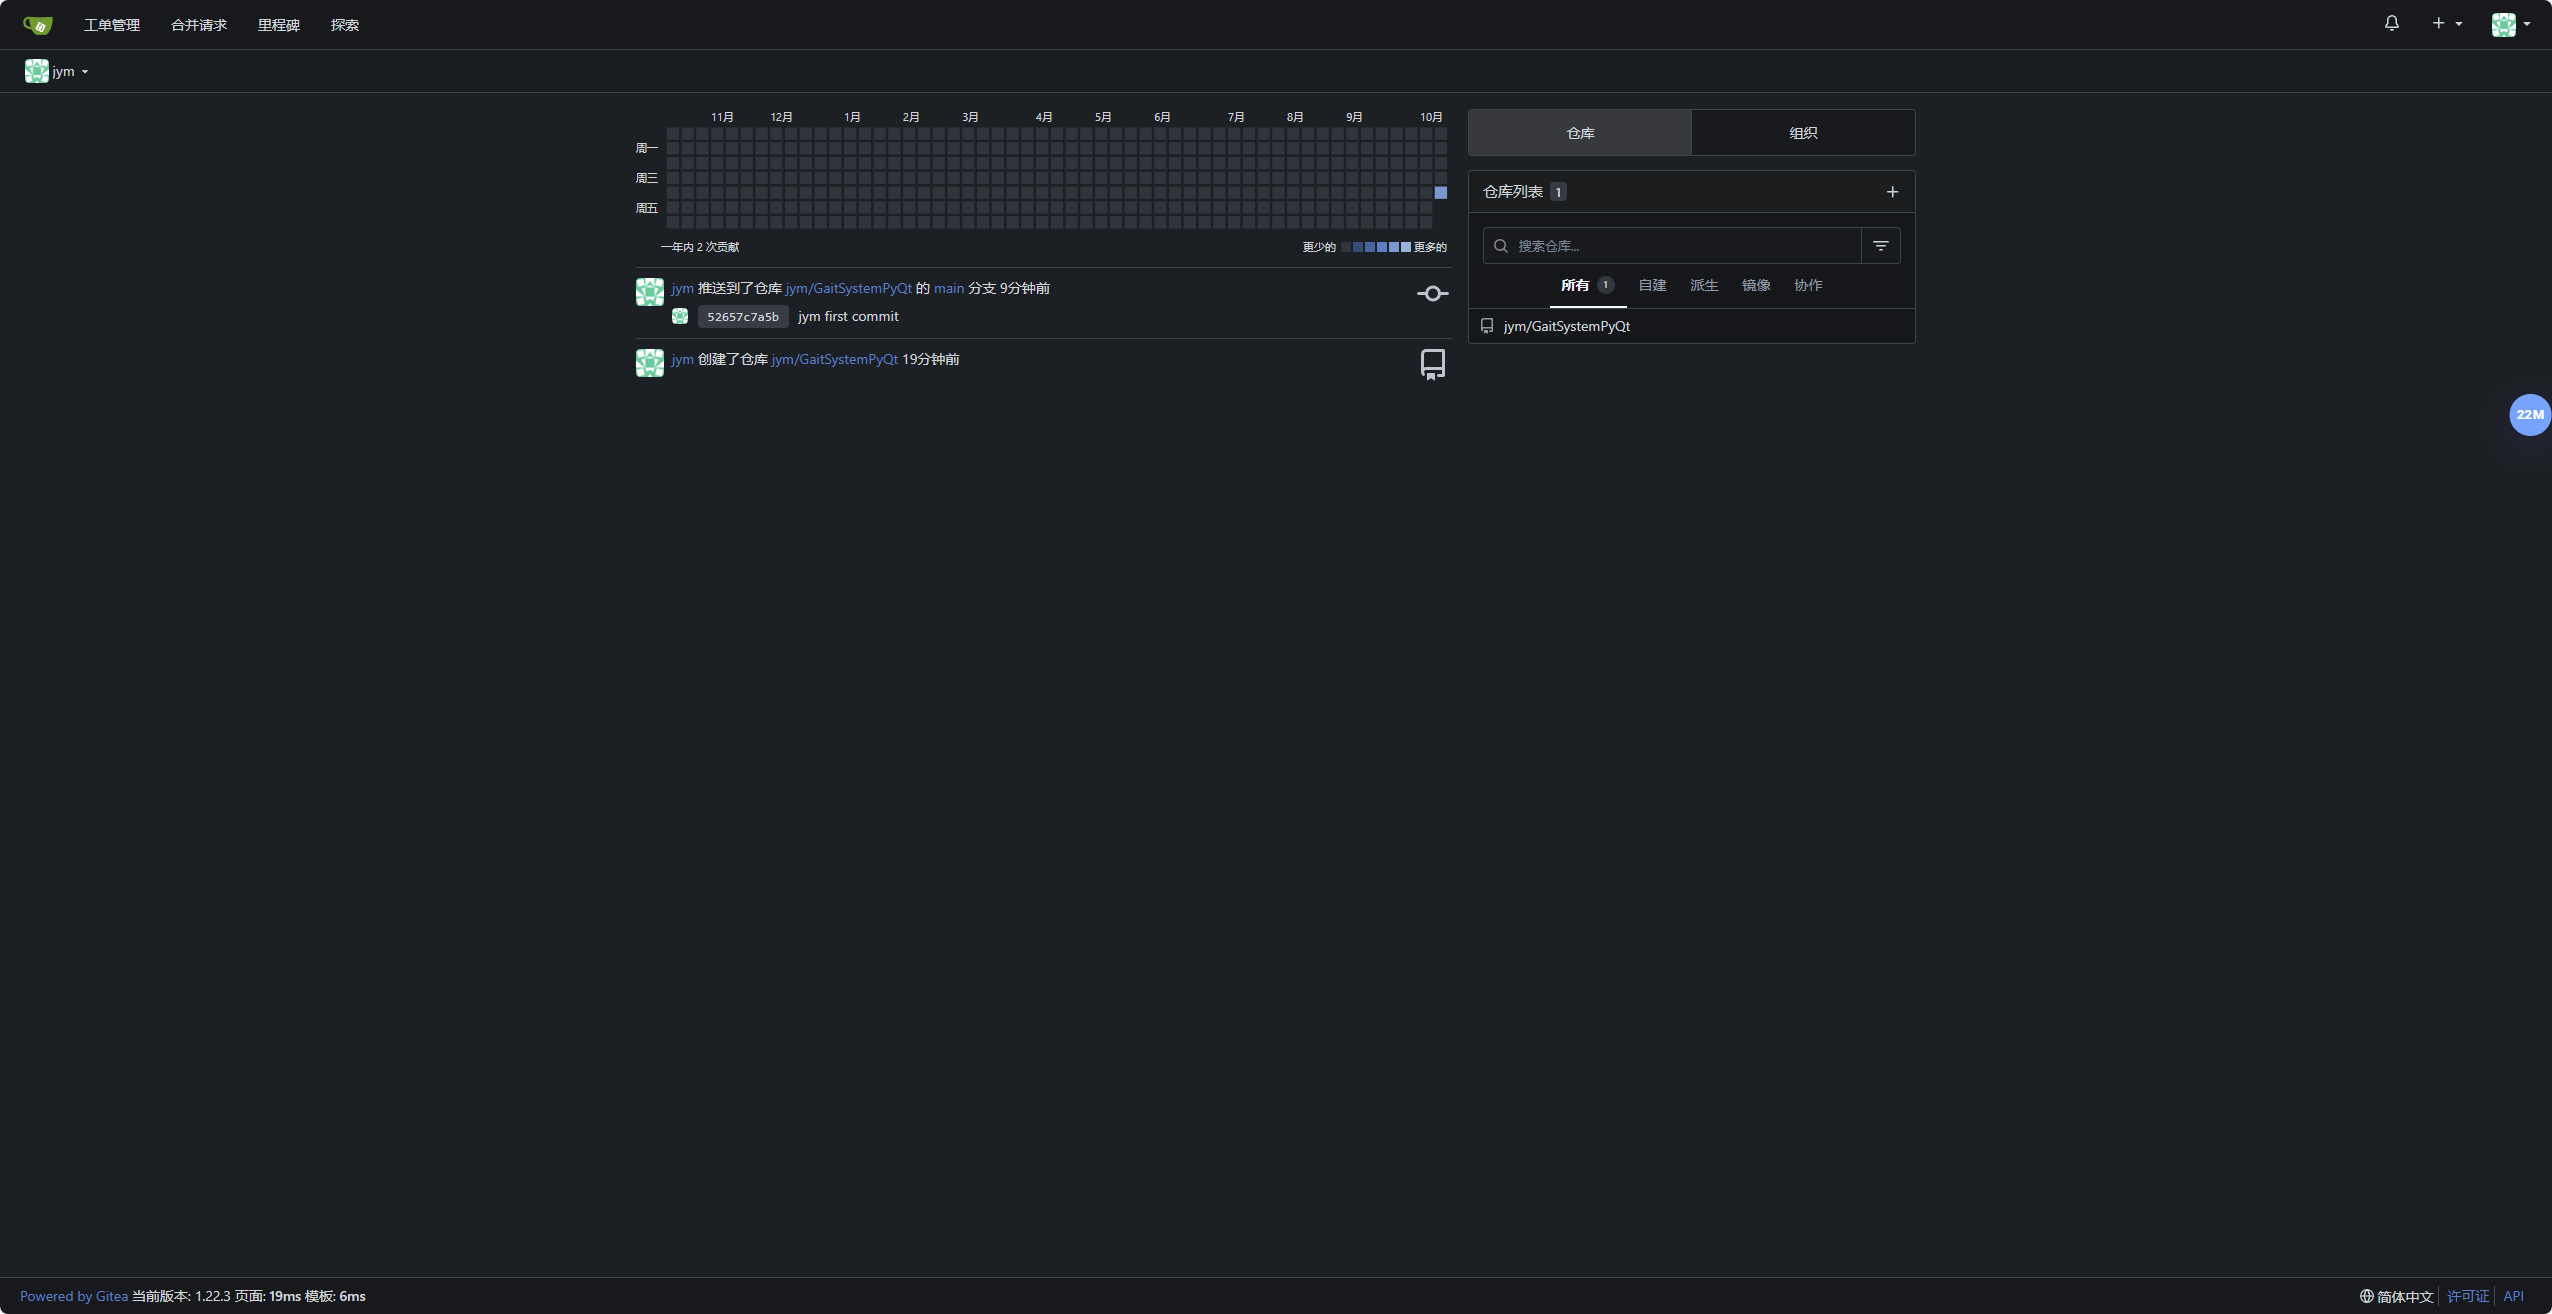 工单管理 合并请求 里程碑 探索
jym
11月 12月 1月 2月 3月 4月 5月 6月 7月 8月 9月 10月
周一
周三
周五
一年内 2 次贡献 更少的 更多的
jym 推送到了仓库 jym/GaitSystemPyQt 的 main 分支 9分钟前
52657c7a5b jym first commit
jym 创建了仓库 jym/GaitSystemPyQt 19分钟前
仓库 组织
仓库列表 1
搜索仓库...
所有 1 自建 派生 镜像 协作
jym/GaitSystemPyQt
22M
Powered by Gitea 当前版本: 1.22.3 页面: 19ms 模板: 6ms
简体中文 许可证 API